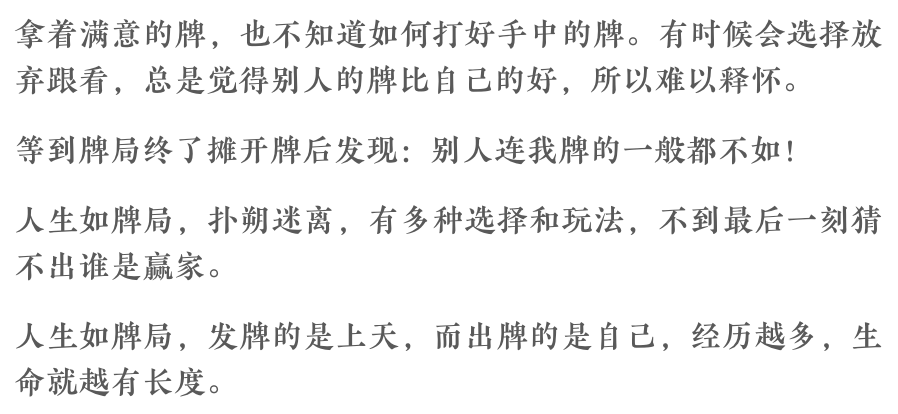 拿着满意的牌，也不知道如何打好手中的牌。有时候会选择放
弃跟看，总是觉得别人的牌比自己的好，所以难以释怀。
等到牌局终了摊开牌后发现：别人连我牌的一般都不如！
人生如牌局，扑朔迷离，有多种选择和玩法，不到最后一刻猜
不出谁是赢家。
人生如牌局，发牌的是上天，而出牌的是自己，经历越多，生
命就越有长度。